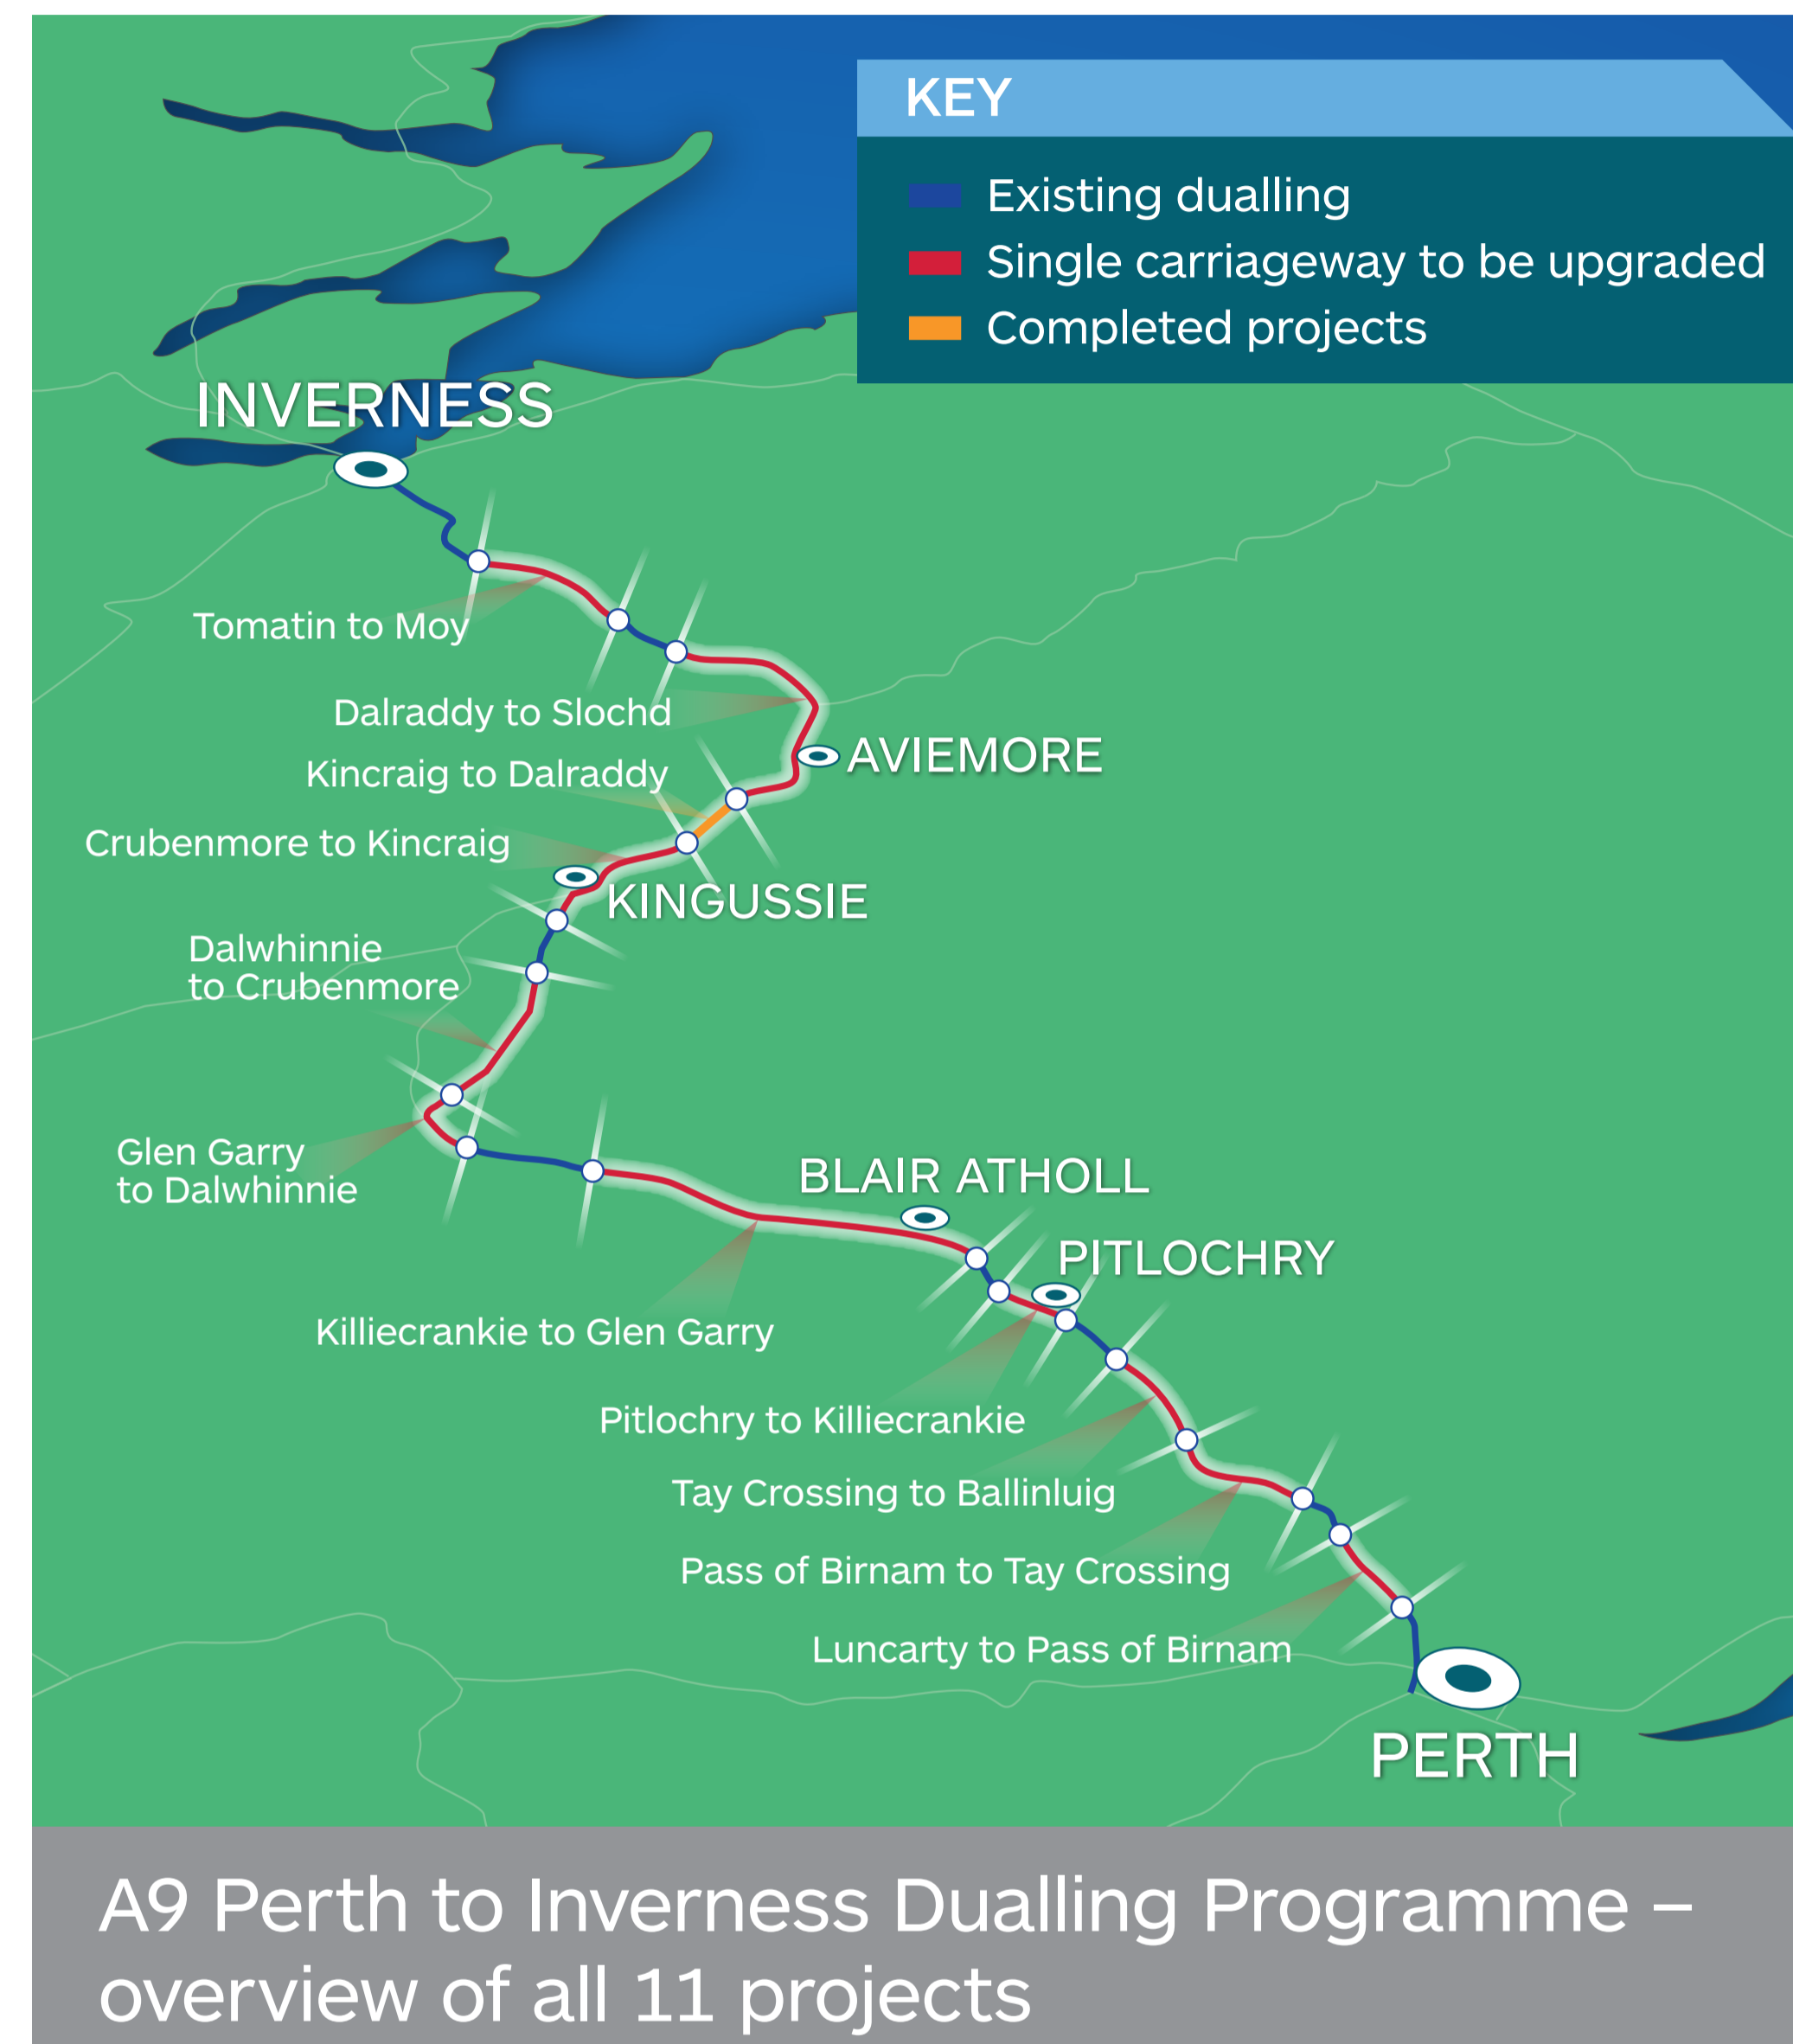 KEY
Existing dualling
Single carriageway to be upgraded
Completed projects
INVERNESS
Tomatin to Moy
Dalraddy to Slochd
AVIEMORE
Kincraig to Dalraddy
Crubenmore to Kincraig
KINGUSSIE
Dalwhinnie
to Crubenmore
Glen Garry
to Dalwhinnie
BLAIR ATHOLL
PITLOCHRY
Killiecrankie to Glen Garry
Pitlochry to Killiecrankie
Tay Crossing to Ballinluig
Pass of Birnam to Tay Crossing
Luncarty to Pass of Birnam
PERTH
A9 Perth to Inverness Dualling Programme –
overview of all 11 projects